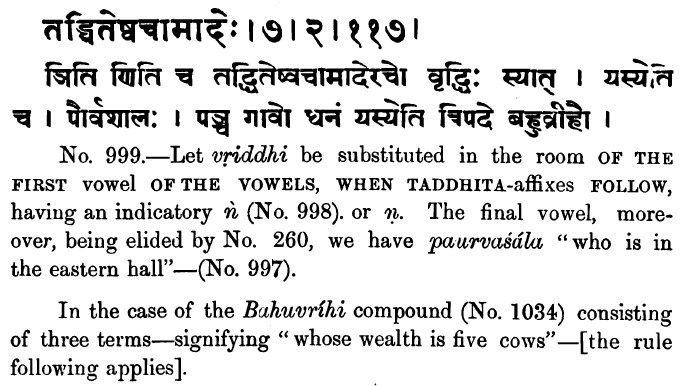 तद्धितेष्वचामादेः । ७ । २ । ११७ ।
ञिति णिति च तद्धितेष्वचामादेरचो वृद्धिः स्यात् । यस्येति
च । पौर्वशालः । पञ्च गावो धनं यस्येति त्रिपदे बहुव्रीहौ ।
No. 999.—Let vṛiddhi be substituted in the room OF THE
FIRST vowel OF THE VOWELS, WHEN TADDHITA-affixes FOLLOW,
having an indicatory ṅ (No. 998). or ṇ. The final vowel, more-
over, being elided by No. 260, we have paurvaśála “who is in
the eastern hall”—(No. 997).
In the case of the Bahuvríhi compound (No. 1034) consisting
of three terms—signifying “whose wealth is five cows”—[the rule
following applies].